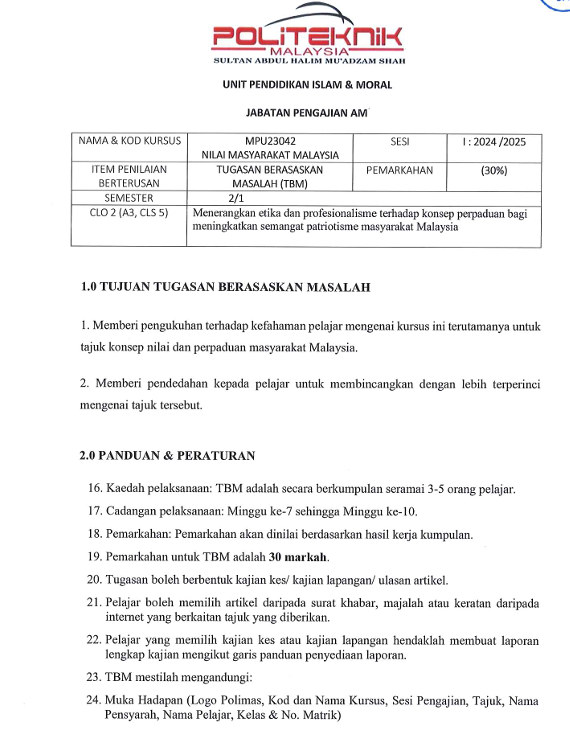 POLITEKNIK
MALAYSIA
SULTAN ABDUL HALIM MU'ADZAM SHAH
UNIT PENDIDIKAN ISLAM & MORAL
JABATAN PENGAJIAN AM
NAMA & KOD KURSUS MPU23042 SESI I : 2024 /2025
NILAI MASYARAKAT MALAYSIA
ITEM PENILAIAN TUGASAN BERASASKAN PEMARKAHAN (30%)
BERTERUSAN MASALAH (TBM)
SEMESTER 2/1
CLO 2 (A3, CLS 5) Menerangkan etika dan profesionalisme terhadap konsep perpaduan bagi
meningkatkan semangat patriotisme masyarakat Malaysia
1.0 TUJUAN TUGASAN BERASASKAN MASALAH
1. Memberi pengukuhan terhadap kefahaman pelajar mengenai kursus ini terutamanya untuk
tajuk konsep nilai dan perpaduan masyarakat Malaysia.
2. Memberi pendedahan kepada pelajar untuk membincangkan dengan lebih terperinci
mengenai tajuk tersebut.
2.0 PANDUAN & PERATURAN
16. Kaedah pelaksanaan: TBM adalah secara berkumpulan seramai 3-5 orang pelajar.
17. Cadangan pelaksanaan: Minggu ke-7 sehingga Minggu ke-10.
18. Pemarkahan: Pemarkahan akan dinilai berdasarkan hasil kerja kumpulan.
19. Pemarkahan untuk TBM adalah 30 markah.
20. Tugasan boleh berbentuk kajian kes/ kajian lapangan/ ulasan artikel.
21. Pelajar boleh memilih artikel daripada surat khabar, majalah atau keratan daripada
internet yang berkaitan tajuk yang diberikan.
22. Pelajar yang memilih kajian kes atau kajian lapangan hendaklah membuat laporan
lengkap kajian mengikut garis panduan penyediaan laporan.
23. TBM mestilah mengandungi:
24. Muka Hadapan (Logo Polimas, Kod dan Nama Kursus, Sesi Pengajian, Tajuk, Nama
Pensyarah, Nama Pelajar, Kelas & No. Matrik)